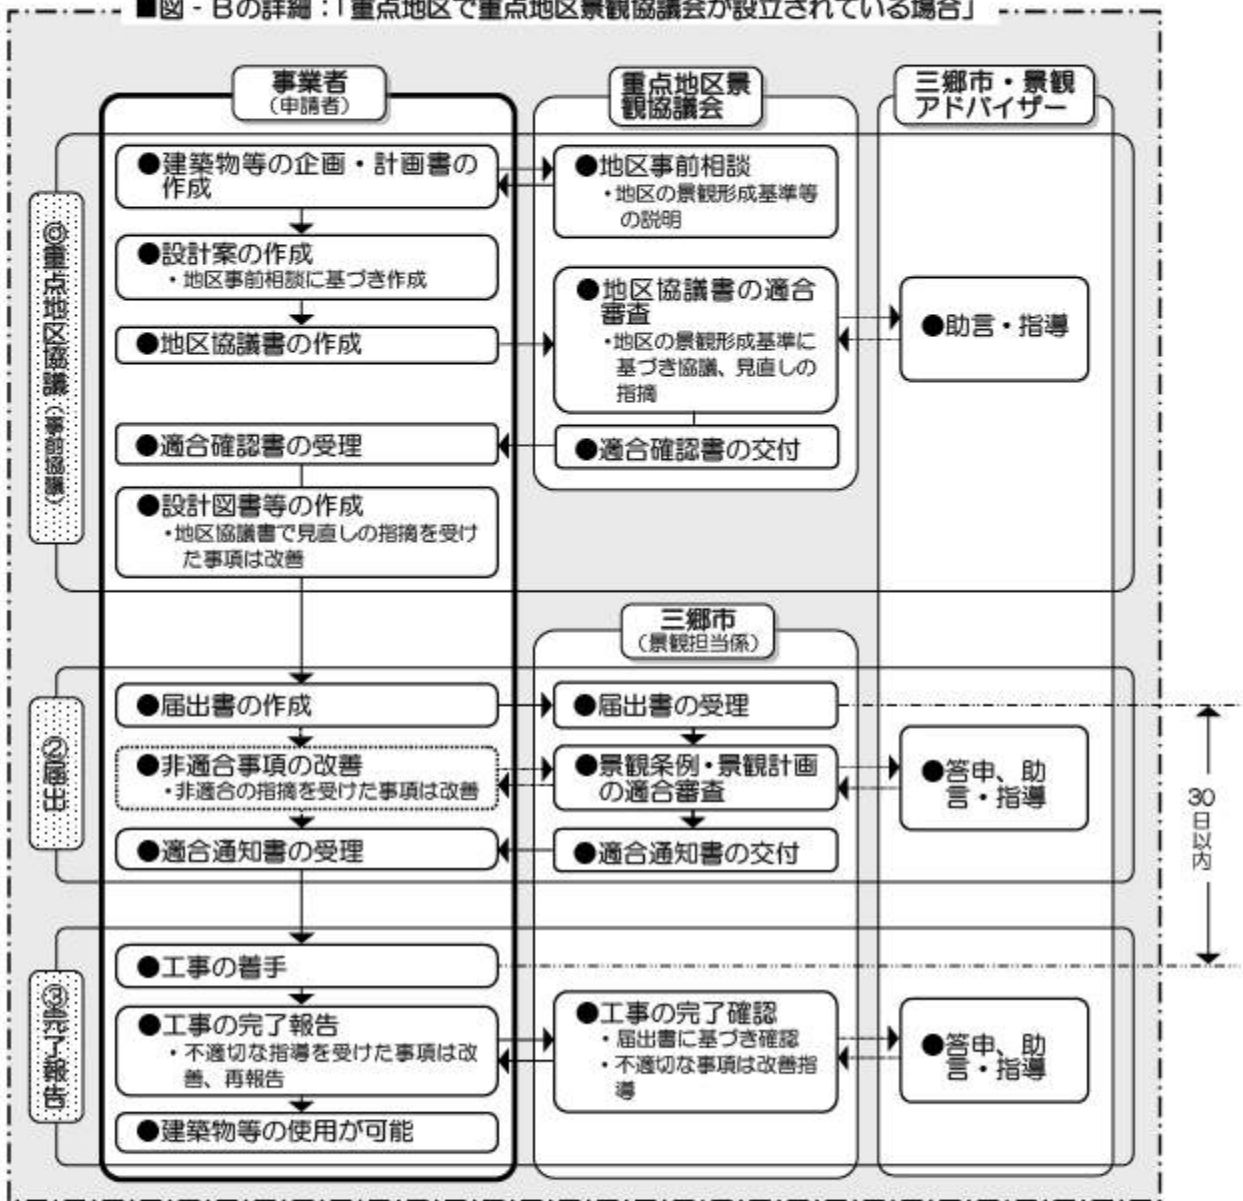 ■図-Bの詳細：「重点地区で重点地区景観協議会が設立されている場合」
事業者
（申請者）
重点地区景
観協議会
三郷市・景観
アドバイザー
◎重点地区協議（事前協議）
●建築物等の企画・計画書の
作成
●地区事前相談
・地区の景観形成基準等
の説明
●設計案の作成
・地区事前相談に基づき作成
●地区協議書の作成
●地区協議書の適合
審査
・地区の景観形成基準に
基づき協議、見直しの
指摘
●助言・指導
●適合確認書の受理
●適合確認書の交付
●設計図書等の作成
・地区協議書で見直しの指摘を受け
た事項は改善
三郷市
（景観担当係）
②届出
●届出書の作成
●届出書の受理
●非適合事項の改善
・非適合の指摘を受けた事項は改善
●景観条例・景観計画
の適合審査
●答申、助
言・指導
●適合通知書の受理
●適合通知書の交付
30
日以内
③完了報告
●工事の着手
●工事の完了報告
・不適切な指導を受けた事項は改
善、再報告
●工事の完了確認
・届出書に基づき確認
・不適切な事項は改善指
導
●答申、助
言・指導
●建築物等の使用が可能